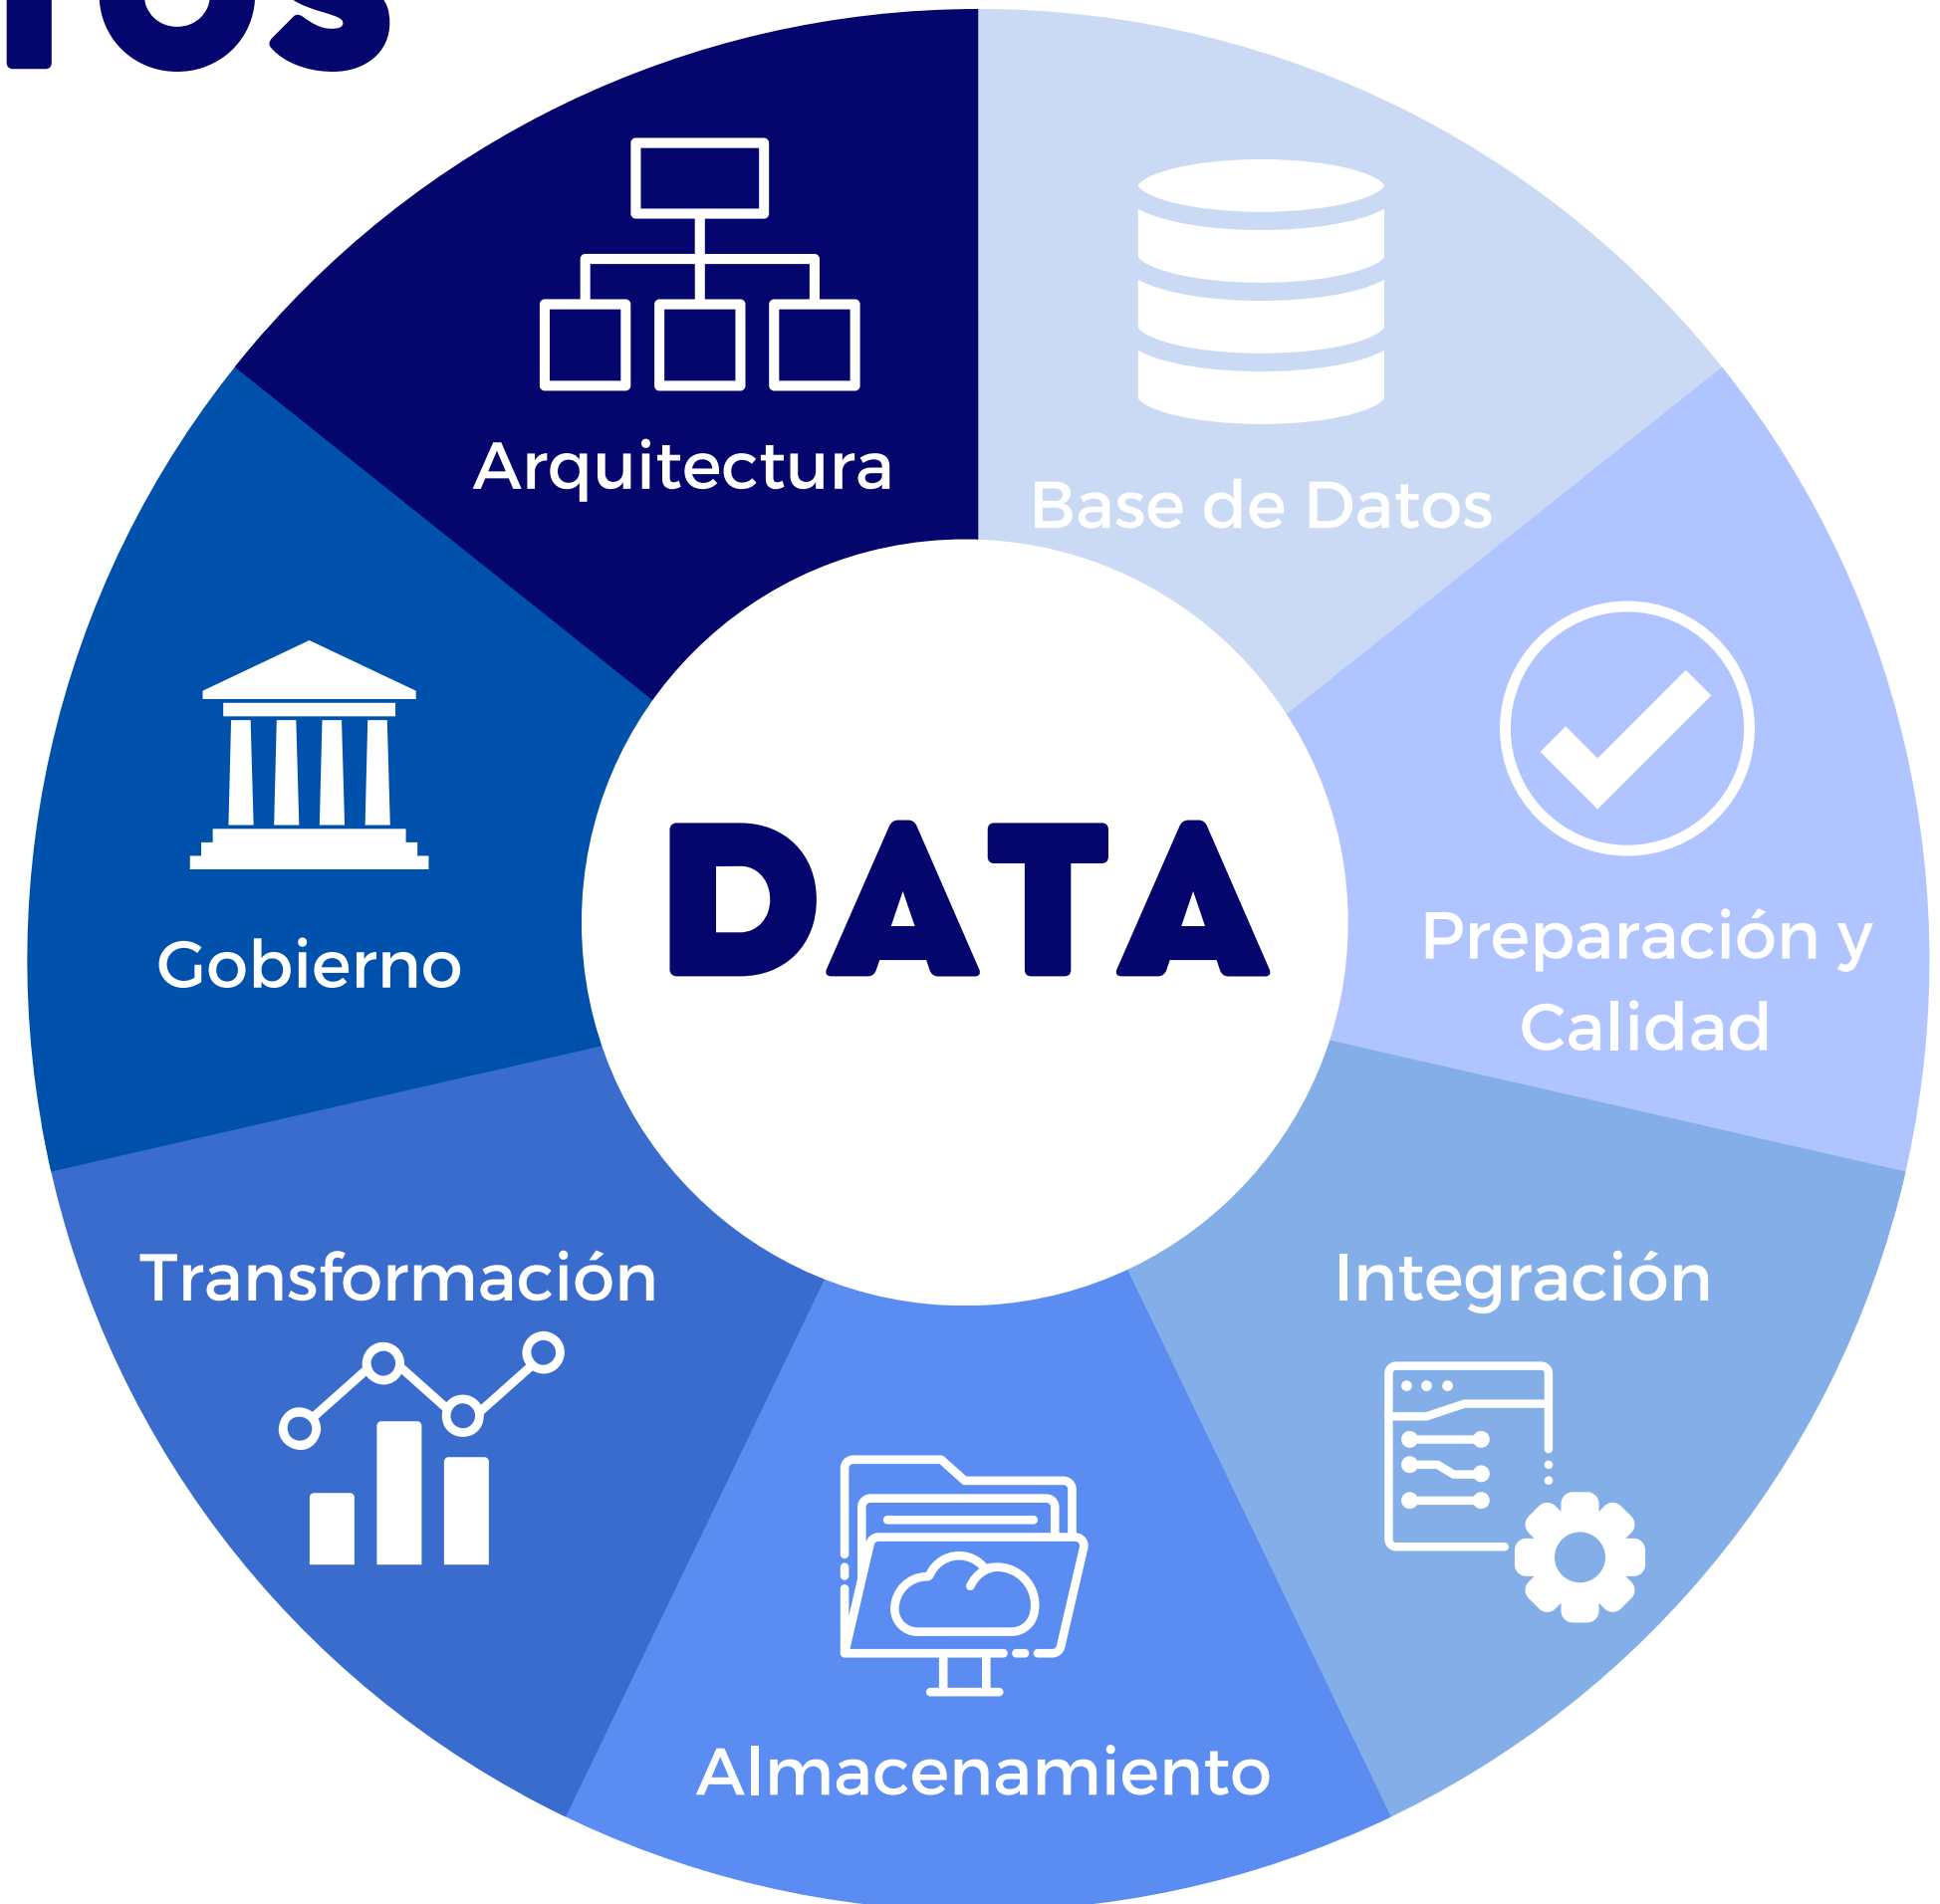 Arquitectura
Base de Datos
Gobierno
DATA
Preparación y
Calidad
Transformación
Integración
Almacenamiento